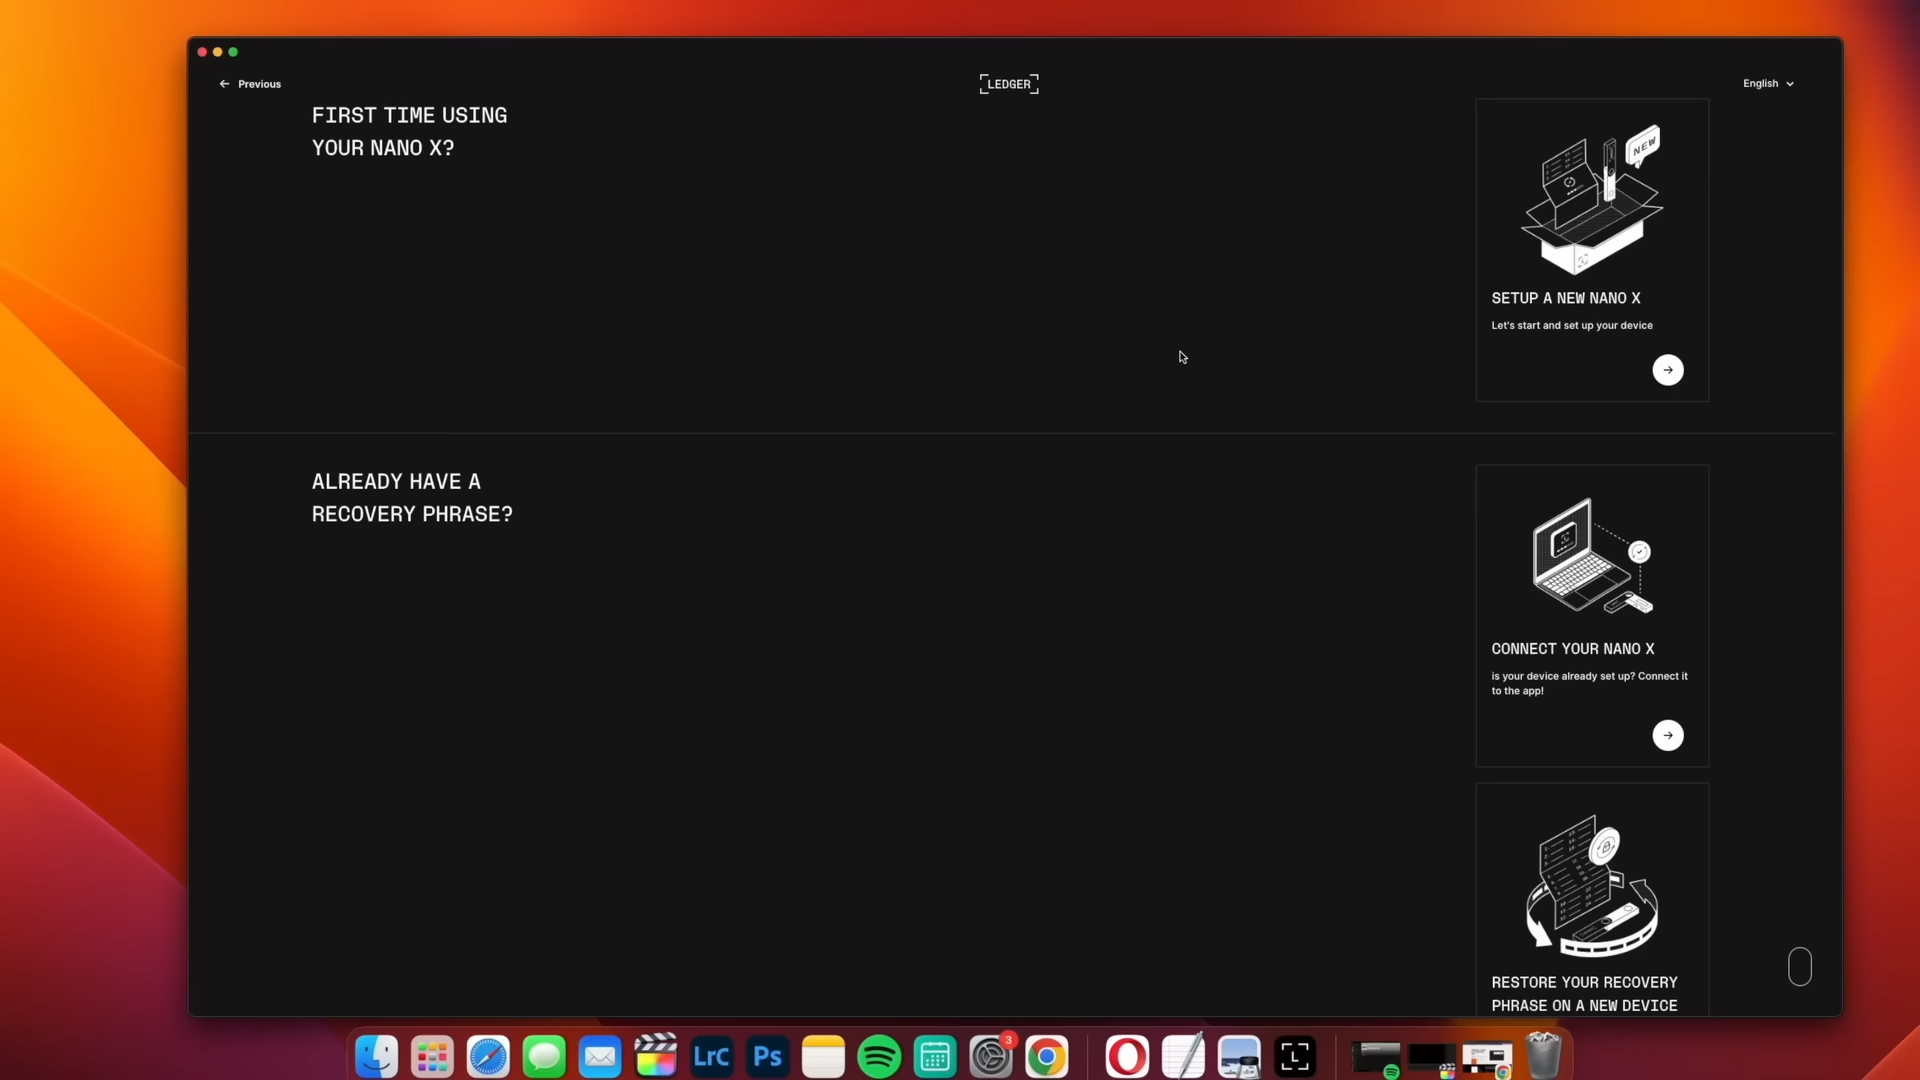 Previous
LEDGER
English
FIRST TIME USING
YOUR NANO X?
NEW
SETUP A NEW NANO X
Let's start and set up your device
ALREADY HAVE A
RECOVERY PHRASE?
CONNECT YOUR NANO X
is your device already set up? Connect it
to the app!
RESTORE YOUR RECOVERY
PHRASE ON A NEW DEVICE
LrC
Ps
3